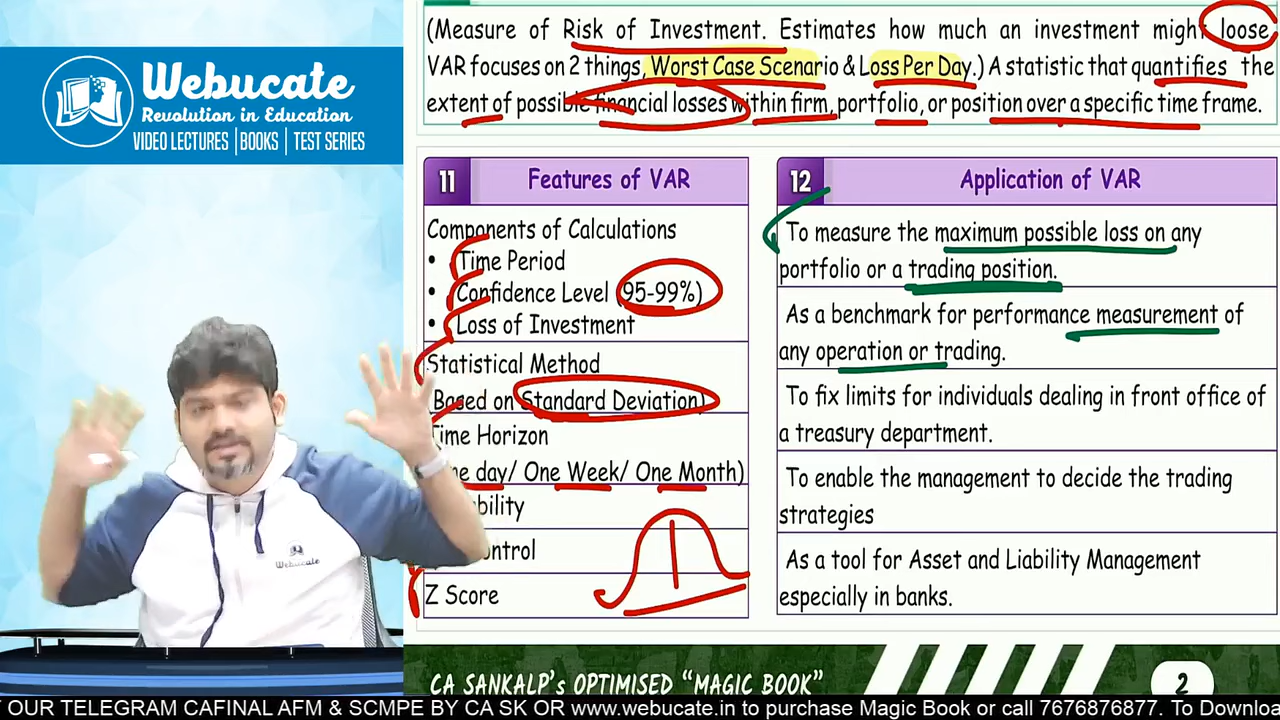 (Measure of Risk of Investment. Estimates how much an investment might loose.
VAR focuses on 2 things, Worst Case Scenario & Loss Per Day.) A statistic that quantifies the
extent of possible financial losses within firm, portfolio, or position over a specific time frame.
Webucate
Revolution in Education
VIDEO LECTURES | BOOKS | TEST SERIES
11 Features of VAR
Components of Calculations
• Time Period
• Confidence Level (95-99%)
• Loss of Investment
Statistical Method
(Based on Standard Deviation)
Time Horizon
day/ One Week/ One Month)
Z Score
12 Application of VAR
To measure the maximum possible loss on any
portfolio or a trading position.
As a benchmark for performance measurement of
any operation or trading.
To fix limits for individuals dealing in front office of
a treasury department.
To enable the management to decide the trading
strategies
As a tool for Asset and Liability Management
especially in banks.
Webucate
CA SANKALP's OPTIMISED "MAGIC BOOK"
2
OUR TELEGRAM CAFINAL AFM & SCMPE BY CA SK OR www.webucate.in to purchase Magic Book or call 7676876877. To